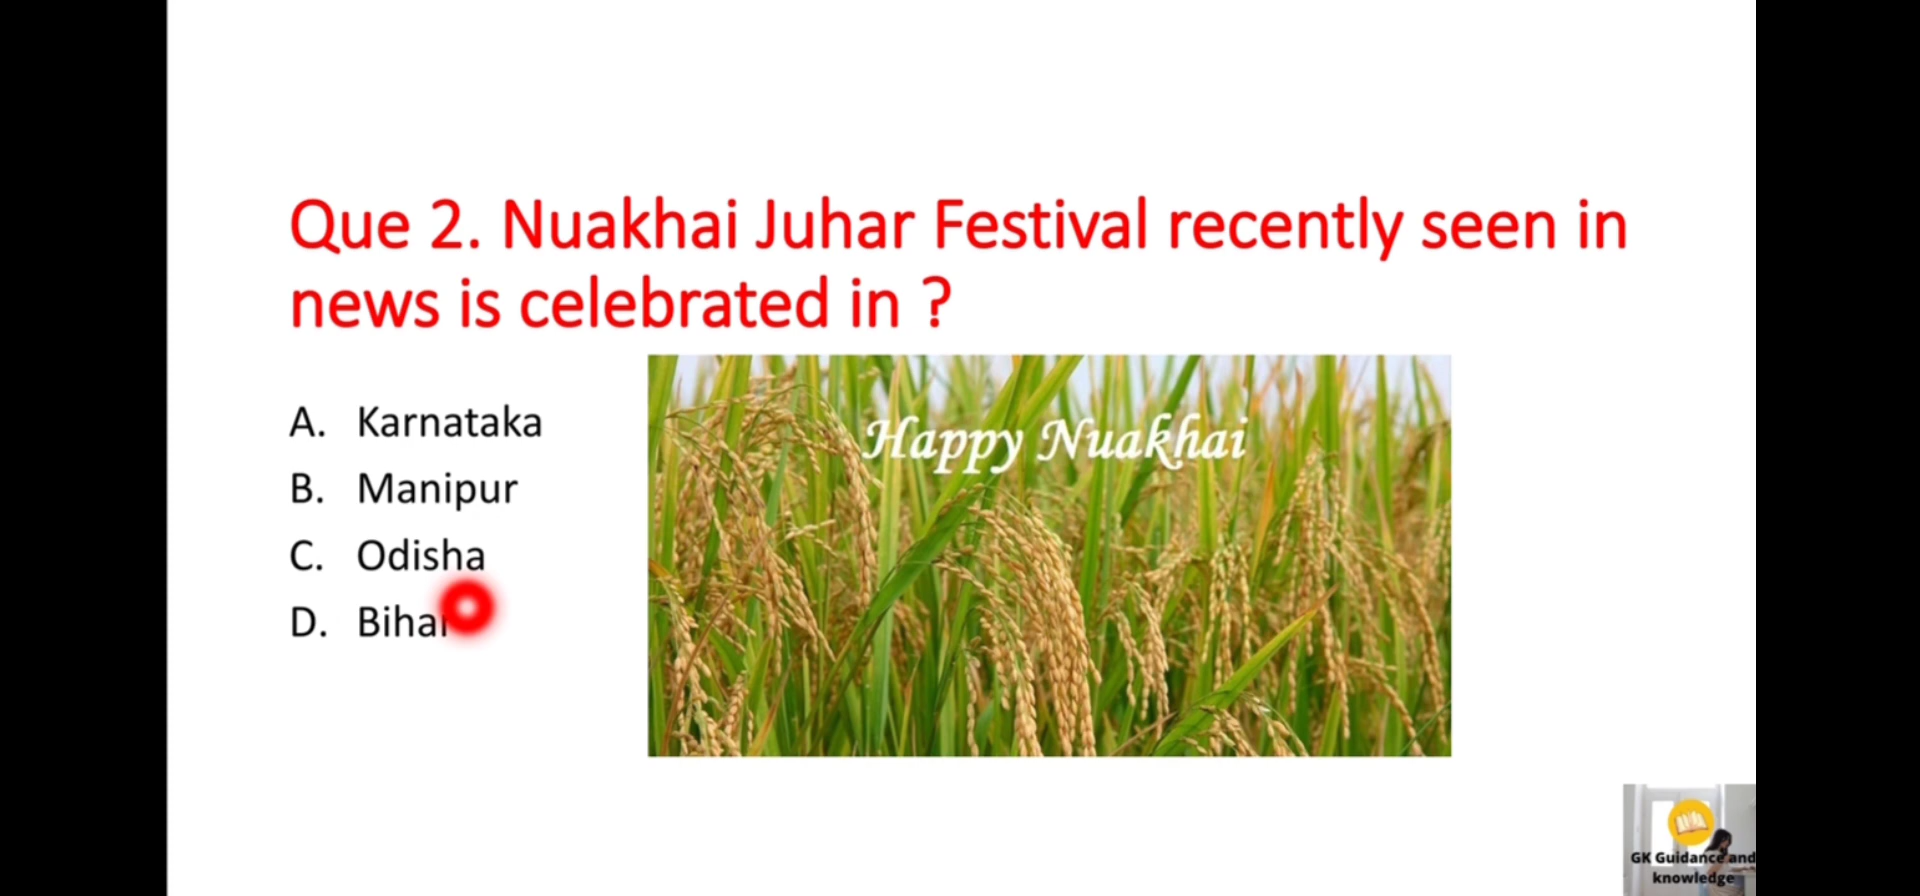 Que 2. Nuakhai Juhar Festival recently seen in
news is celebrated in ?
A. Karnataka
B. Manipur
C. Odisha
D. Bihar
Happy Nuakhai
GK Guidance and
knowledge